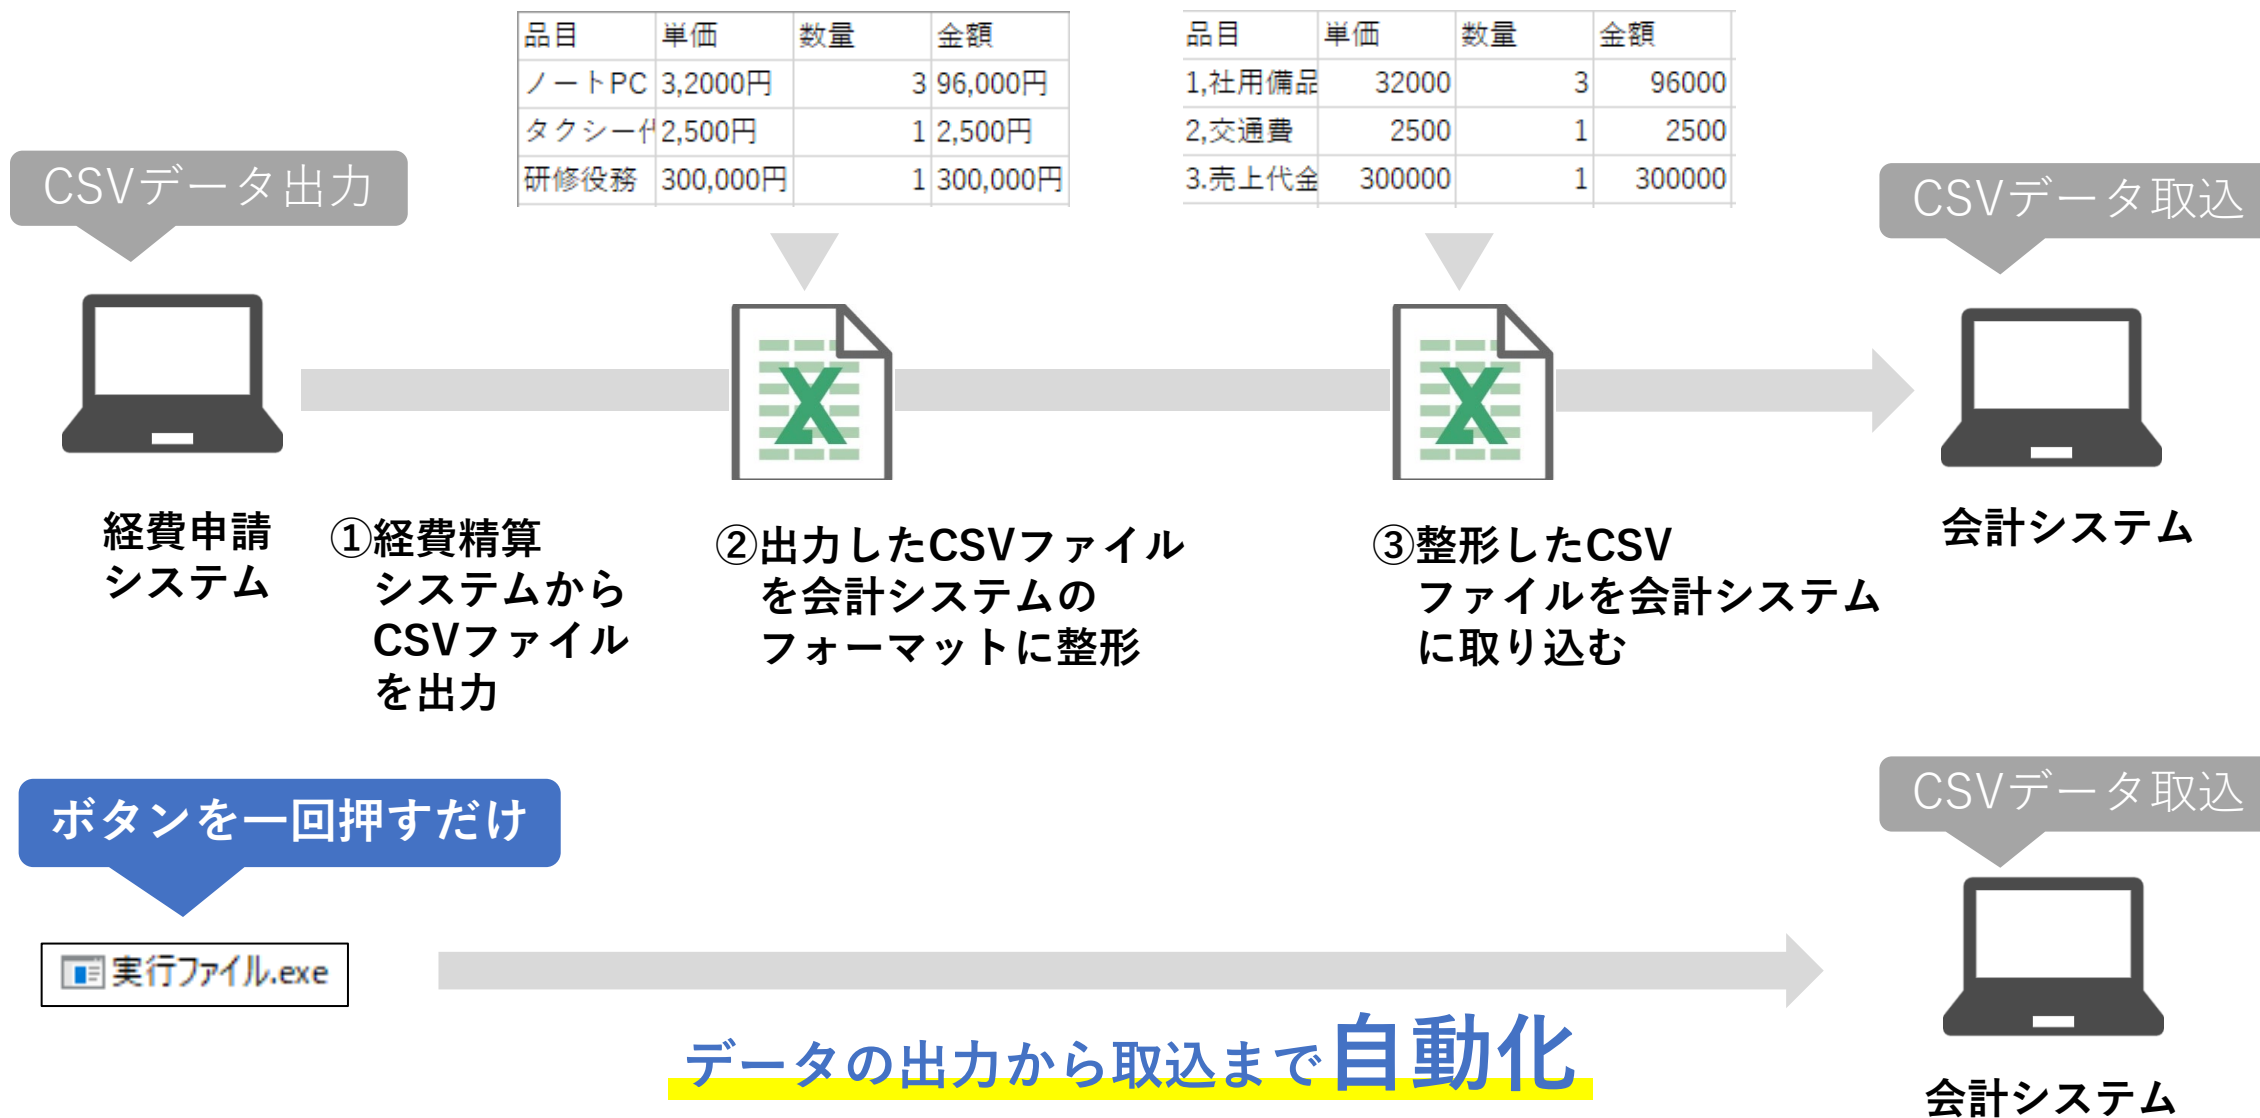 品目 単価 数量 金額
ノートPC 3,2000円 3 96,000円
タクシー代 2,500円 1 2,500円
研修役務 300,000円 1 300,000円
品目 単価 数量 金額
1,社用備品 32000 3 96000
2,交通費 2500 1 2500
3.売上代金 300000 1 300000
CSVデータ出力
CSVデータ取込
経費申請
システム
①経費精算
システムから
CSVファイル
を出力
②出力したCSVファイル
を会計システムの
フォーマットに整形
③整形したCSV
ファイルを会計システム
に取り込む
会計システム
ボタンを一回押すだけ
CSVデータ取込
実行ファイル.exe
データの出力から取込まで自動化
会計システム